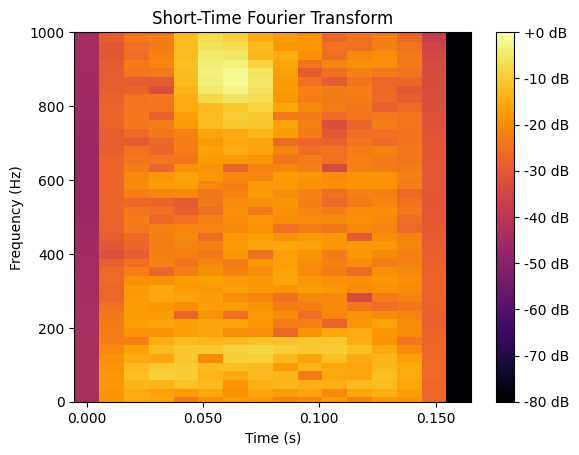 Short-Time Fourier Transform
1000
800
600
400
200
0
Frequency (Hz)
0.000
0.050
0.100
0.150
Time (s)
+0 dB
-10 dB
-20 dB
-30 dB
-40 dB
-50 dB
-60 dB
-70 dB
-80 dB